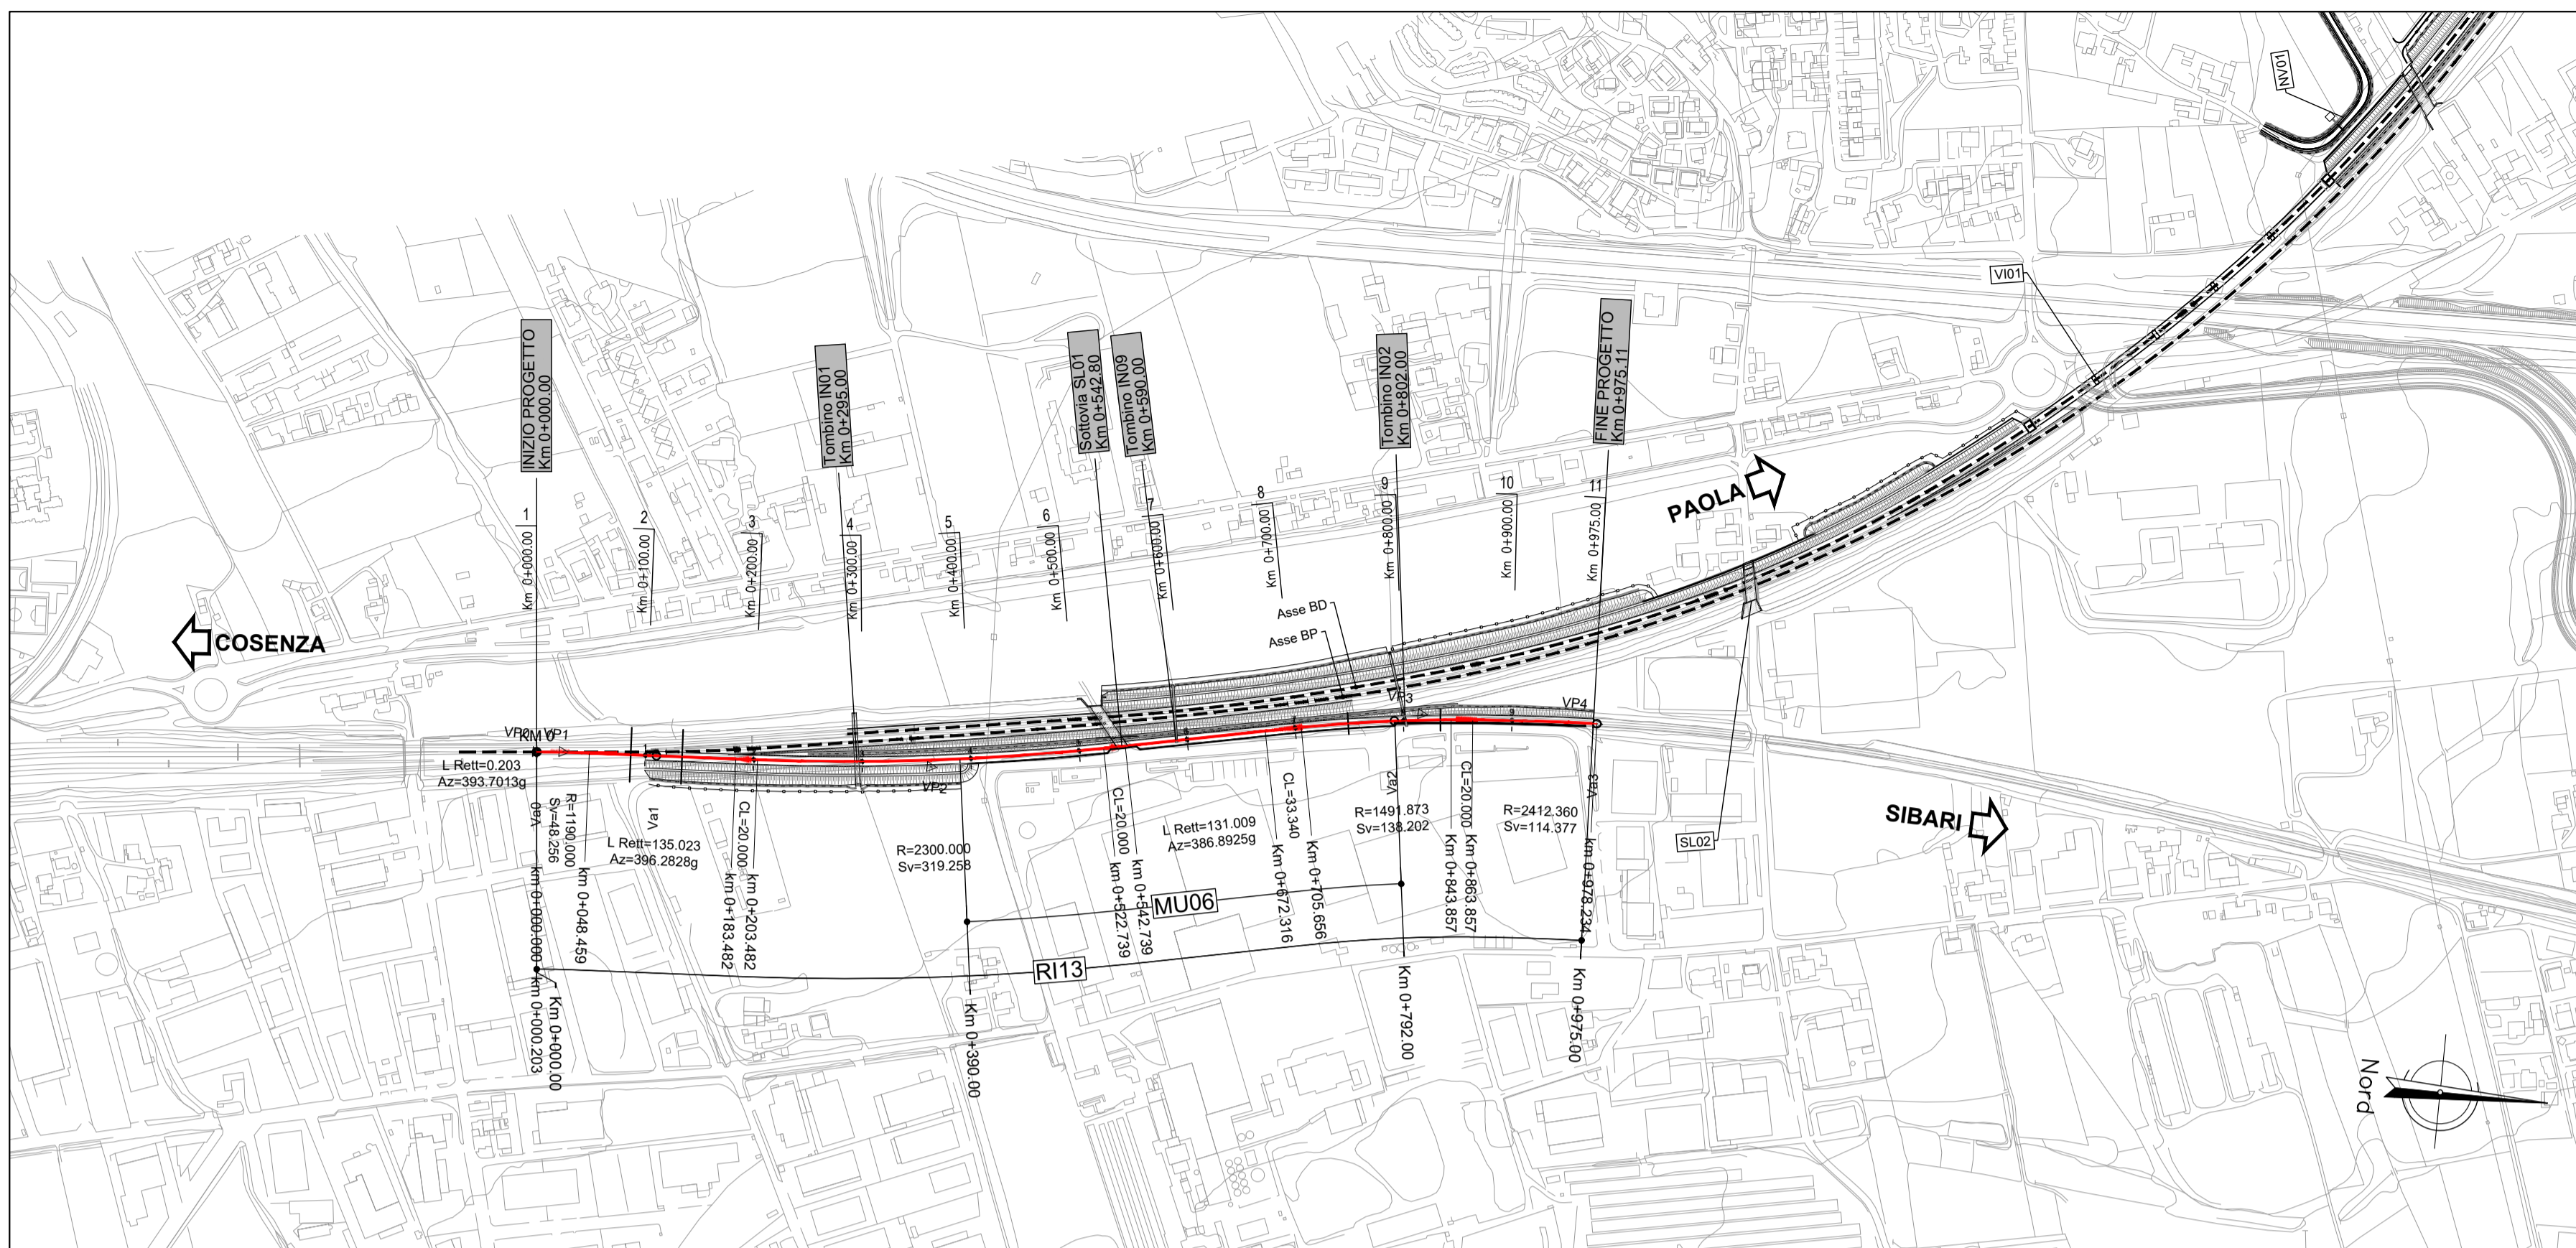 NV01
VI01
INIZIO PROGETTO
Km 0+000.00
Tombino IN01
Km 0+295.00
Sottovia SL01
Km 0+542.80
Tombino IN09
Km 0+590.00
Tombino IN02
Km 0+802.00
FINE PROGETTO
Km 0+975.11
1
Km 0+000.00
2
Km 0+100.00
3
Km 0+200.00
4
Km 0+300.00
5
Km 0+400.00
6
Km 0+500.00
7
Km 0+600.00
8
Km 0+700.00
9
Km 0+800.00
10
Km 0+900.00
11
Km 0+975.00
PAOLA
COSENZA
SIBARI
Asse BD
Asse BP
VP0
VP1
KM 0
VP2
VP3
VP4
L Rett=0.203
Az=393.7013g
Va0
R=1190.000
Sv=48.256
km 0+000.000
km 0+000.203
Km 0+000.00
km 0+048.459
Va1
L Rett=135.023
Az=396.2828g
CL=20.000
km 0+183.482
km 0+203.482
R=2300.000
Sv=319.258
Km 0+390.00
CL=20.000
km 0+522.739
km 0+542.739
L Rett=131.009
Az=386.8925g
CL=33.340
Km 0+672.316
Km 0+705.656
Va2
R=1491.873
Sv=138.202
Km 0+792.00
CL=20.000
Km 0+843.857
Km 0+863.857
R=2412.360
Sv=114.377
Va3
km 0+978.234
Km 0+975.00
MU06
RI13
SL02
Nord